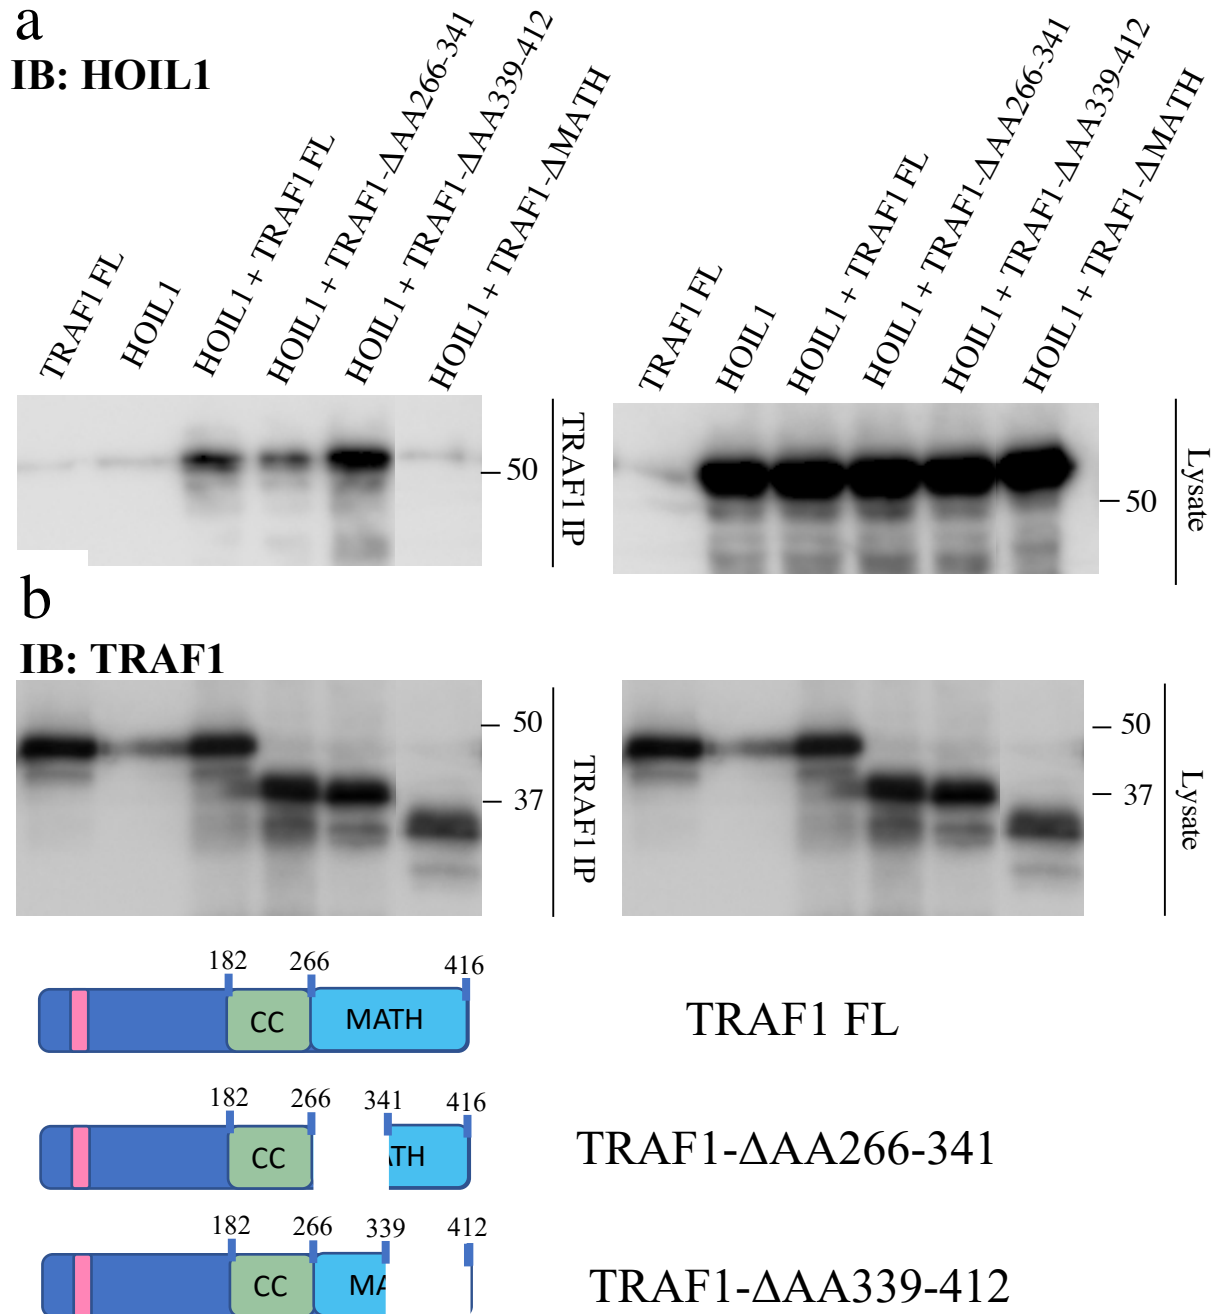 a
IB: HOIL1
TRAF1 FL
HOIL1
HOIL1 + TRAF1 FL
HOIL1 + TRAF1-ΔAA266-341
HOIL1 + TRAF1-ΔAA339-412
HOIL1 + TRAF1-ΔMATH
TRAF1 FL
HOIL1
HOIL1 + TRAF1 FL
HOIL1 + TRAF1-ΔAA266-341
HOIL1 + TRAF1-ΔAA339-412
HOIL1 + TRAF1-ΔMATH
50
TRAF1 IP
50
Lysate
b
IB: TRAF1
50
37
TRAF1 IP
50
37
Lysate
182 266 416
CC MATH
TRAF1 FL
182 266 341 416
CC ATH
TRAF1-ΔAA266-341
182 266 339 412
CC MA
TRAF1-ΔAA339-412